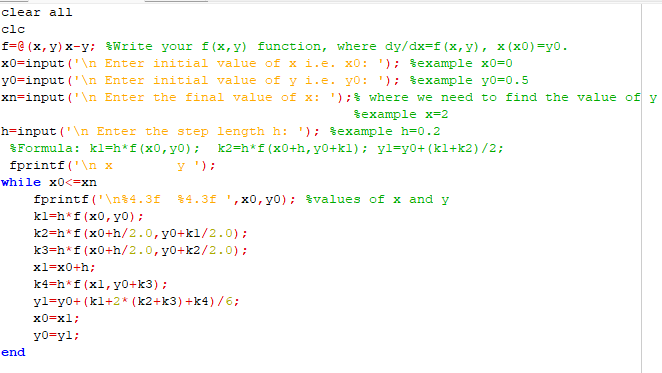 clear all
clc
f=@(x,y)x-y; %Write your f(x,y) function, where dy/dx=f(x,y), x(x0)=y0.
x0=input('\n Enter initial value of x i.e. x0: '); %example x0=0
y0=input('\n Enter initial value of y i.e. y0: '); %example y0=0.5
xn=input('\n Enter the final value of x: ');% where we need to find the value of y
%example x=2
h=input('\n Enter the step length h: '); %example h=0.2
%Formula: k1=h*f(x0,y0); k2=h*f(x0+h,y0+k1); y1=y0+(k1+k2)/2;
fprintf('\n x        y ');
while x0<=xn
fprintf('\n%4.3f  %4.3f ',x0,y0); %values of x and y
k1=h*f(x0,y0);
k2=h*f(x0+h/2.0,y0+k1/2.0);
k3=h*f(x0+h/2.0,y0+k2/2.0);
x1=x0+h;
k4=h*f(x1,y0+k3);
y1=y0+(k1+2*(k2+k3)+k4)/6;
x0=x1;
y0=y1;
end